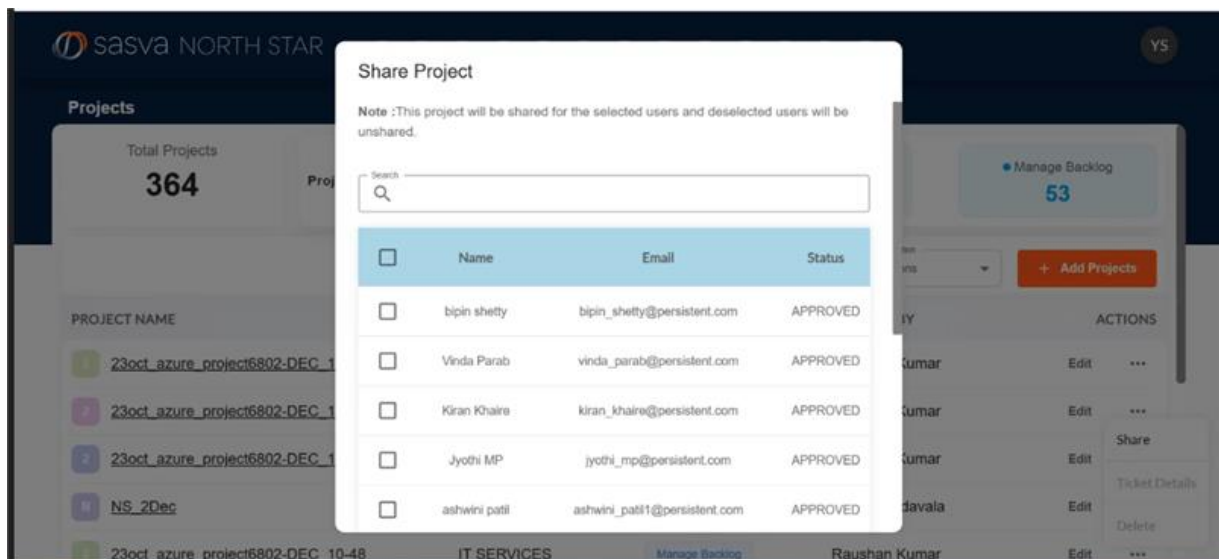 sasva NORTH STAR
YS
Projects
Share Project
Note :This project will be shared for the selected users and deselected users will be
unshared.
Total Projects
364
Proj
Manage Backlog
53
Search
+ Add Projects
Name Email Status
PROJECT NAME
ACTIONS
bipin shetty bipin_shetty@persistent.com APPROVED
23oct_azure_project6802-DEC_1
Kumar Edit ...
Vinda Parab vinda_parab@persistent.com APPROVED
23oct_azure_project6802-DEC_1
Kumar Edit ...
Kiran Khaire kiran_khaire@persistent.com APPROVED
Share
23oct_azure_project6802-DEC_1
Kumar Edit
Jyothi MP jyothi_mp@persistent.com APPROVED
Ticket Details
NS_2Dec
davala Edit
ashwini patil ashwini_patil1@persistent.com APPROVED
Delete
23oct_azure_project6802-DEC_10-48 IT SERVICES Manage Backlog Raushan Kumar Edit ...